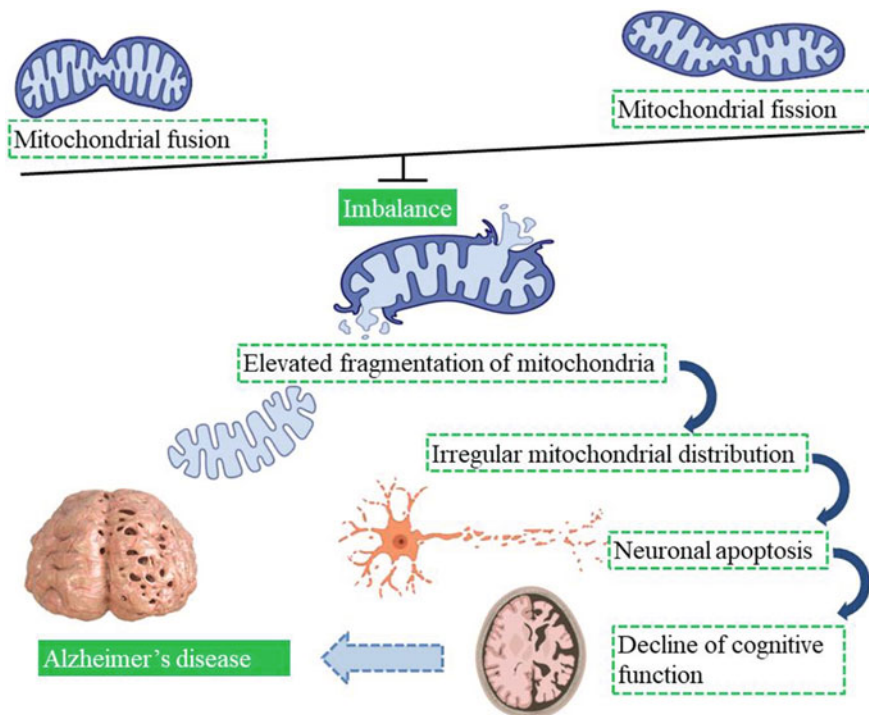 Mitochondrial fusion
Mitochondrial fission
Imbalance
Elevated fragmentation of mitochondria
Irregular mitochondrial distribution
Neuronal apoptosis
Decline of cognitive
function
Alzheimer's disease